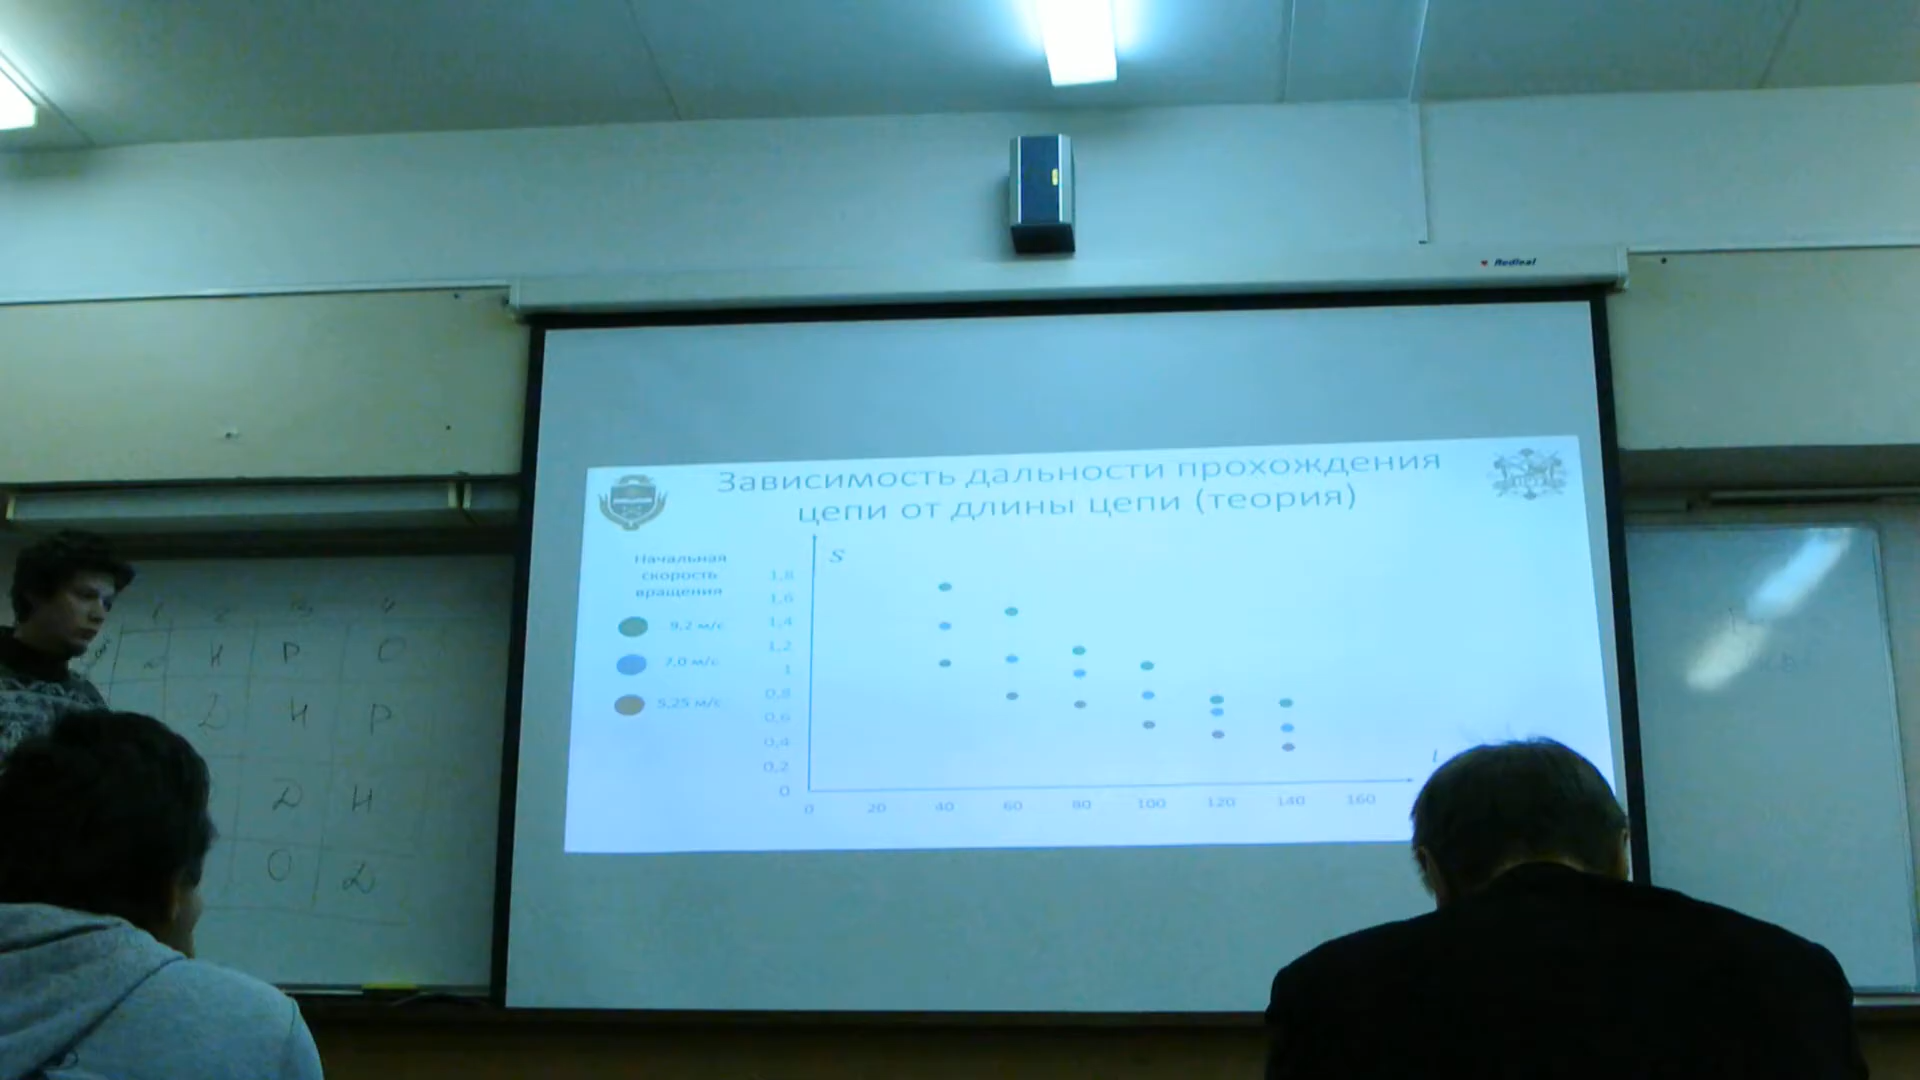 Redleaf
Зависимость дальности прохождения
цепи от длины цепи (теория)
Начальная
скорость
вращения
9,2 м/с
7,0 м/с
5,25 м/с
S
1,8
1,6
1,4
1,2
1
0,8
0,6
0,4
0,2
0
0 20 40 60 80 100 120 140 160
l
1 2 3 4
Д Н Р О
Д Н Р
Д Н
О Д